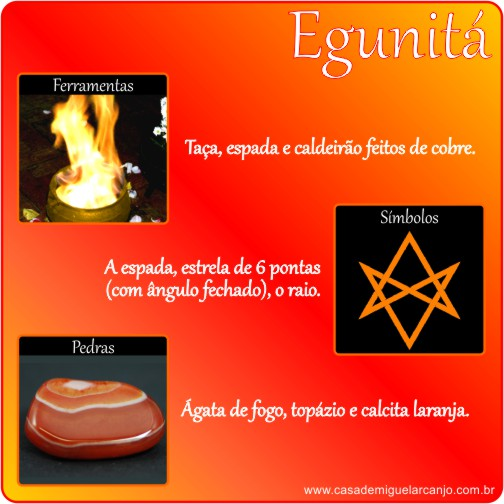 Egunitá
Ferramentas
Taça, espada e caldeirão feitos de cobre.
Símbolos
A espada, estrela de 6 pontas
(com ângulo fechado), o raio.
Pedras
Ágata de fogo, topázio e calcita laranja.
www.casademiguelarcanjo.com.br